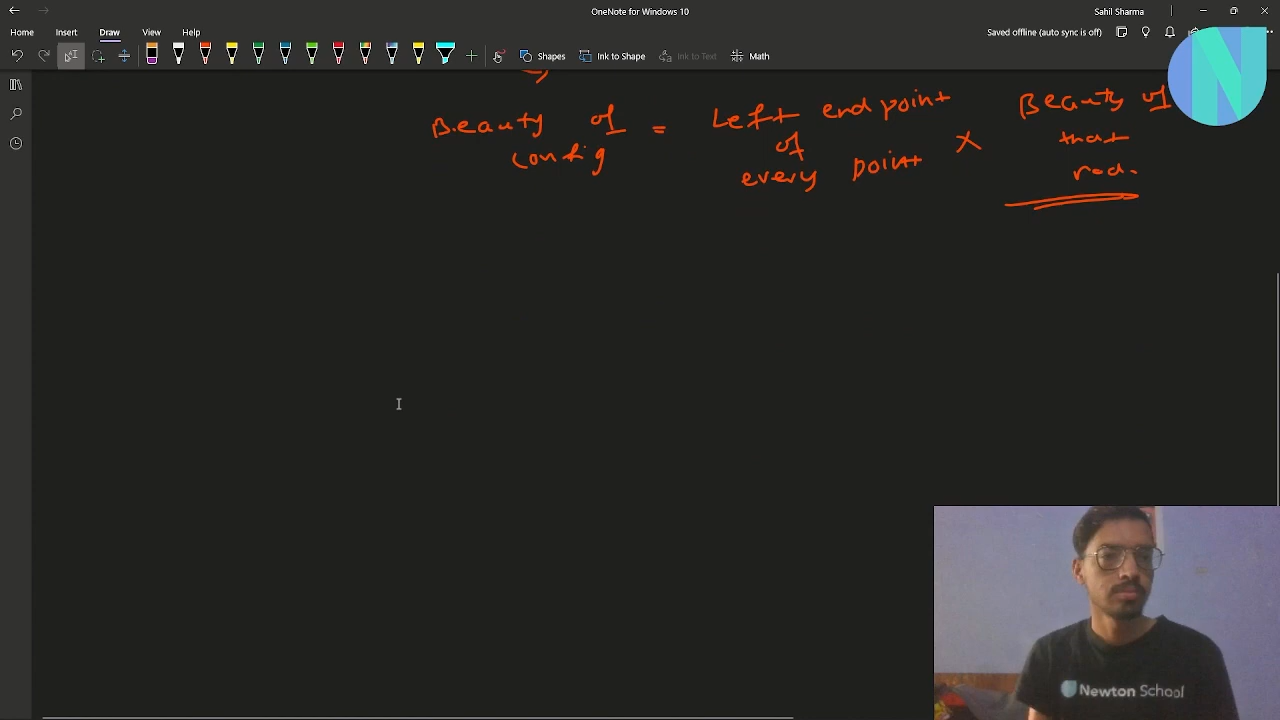 OneNote for Windows 10
Sahil Sharma
Home Insert Draw View Help
Saved offline (auto sync is off)
Shapes Ink to Shape Ink to Text Math
Beauty of config = Left end point of every point × Beauty of that rod.
Newton School